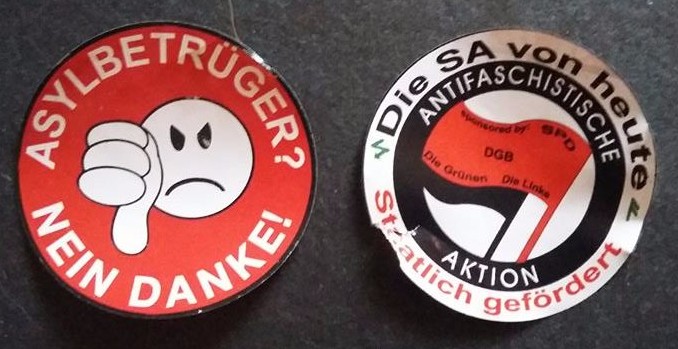 ASYLBETRÜGER?
NEIN DANKE!
Die SA von heute
ANTIFASCHISTISCHE
sponsored by: SPD
DGB
Die Grünen Die Linke
AKTION
Staatlich gefördert